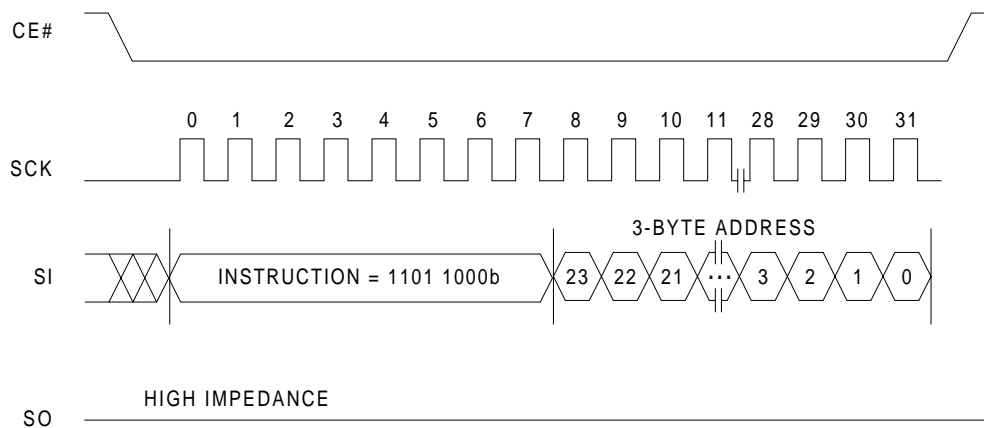 CE#
0 1 2 3 4 5 6 7 8 9 10 11 28 29 30 31
SCK
3-BYTE ADDRESS
SI INSTRUCTION = 1101 1000b 23 22 21 ... 3 2 1 0
HIGH IMPEDANCE
SO